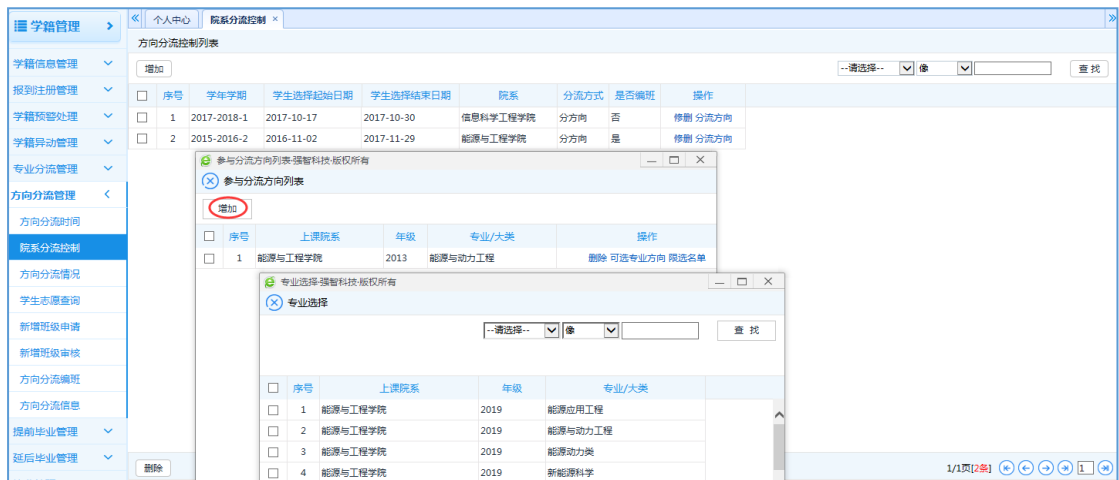 学籍管理
个人中心 院系分流控制 ×
方向分流控制列表
学籍信息管理
报到注册管理
学籍预警处理
学籍异动管理
专业分流管理
方向分流管理
方向分流时间
院系分流控制
方向分流情况
学生志愿查询
新增班级申请
新增班级审核
方向分流编班
方向分流信息
提前毕业管理
延后毕业管理
增加 --请选择-- 像 查 找
序号 学年学期 学生选择起始日期 学生选择结束日期 院系 分流方式 是否编班 操作
1 2017-2018-1 2017-10-17 2017-10-30 信息科学工程学院 分方向 否 修删 分流方向
2 2015-2016-2 2016-11-02 2017-11-29 能源与工程学院 分方向 是 修删 分流方向
参与分流方向列表-强智科技-版权所有
参与分流方向列表
增加
序号 上课院系 年级 专业/大类 操作
1 能源与工程学院 2013 能源与动力工程 删除 可选专业方向 限选名单
专业选择-强智科技-版权所有
专业选择
--请选择-- 像 查 找
序号 上课院系 年级 专业/大类
1 能源与工程学院 2019 能源应用工程
2 能源与工程学院 2019 能源与动力工程
3 能源与工程学院 2019 能源动力类
4 能源与工程学院 2019 新能源科学
删除 1/1页[2条] 1